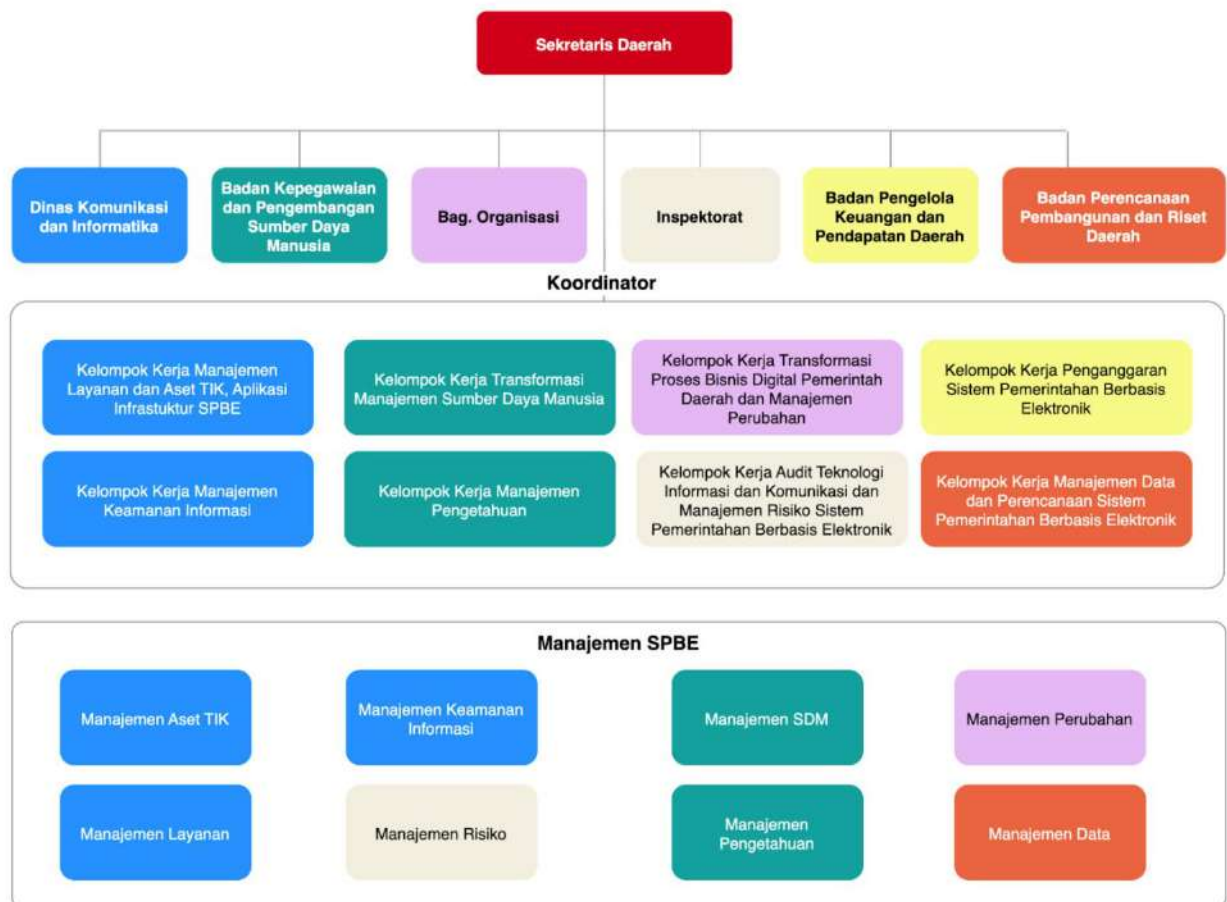 Sekretaris Daerah
Dinas Komunikasi
dan Informatika
Badan Kepegawaian
dan Pengembangan
Sumber Daya
Manusia
Bag. Organisasi
Inspektorat
Badan Pengelola
Keuangan dan
Pendapatan Daerah
Badan Perencanaan
Pembangunan dan Riset
Daerah
Koordinator
Kelompok Kerja Manajemen
Layanan dan Aset TIK, Aplikasi
Infrastuktur SPBE
Kelompok Kerja Transformasi
Manajemen Sumber Daya Manusia
Kelompok Kerja Transformasi
Proses Bisnis Digital Pemerintah
Daerah dan Manajemen
Perubahan
Kelompok Kerja Penganggaran
Sistem Pemerintahan Berbasis
Elektronik
Kelompok Kerja Manajemen
Keamanan Informasi
Kelompok Kerja Manajemen
Pengetahuan
Kelompok Kerja Audit Teknologi
Informasi dan Komunikasi dan
Manajemen Risiko Sistem
Pemerintahan Berbasis Elektronik
Kelompok Kerja Manajemen Data
dan Perencanaan Sistem
Pemerintahan Berbasis Elektronik
Manajemen SPBE
Manajemen Aset TIK
Manajemen Keamanan
Informasi
Manajemen SDM
Manajemen Perubahan
Manajemen Layanan
Manajemen Risiko
Manajemen
Pengetahuan
Manajemen Data